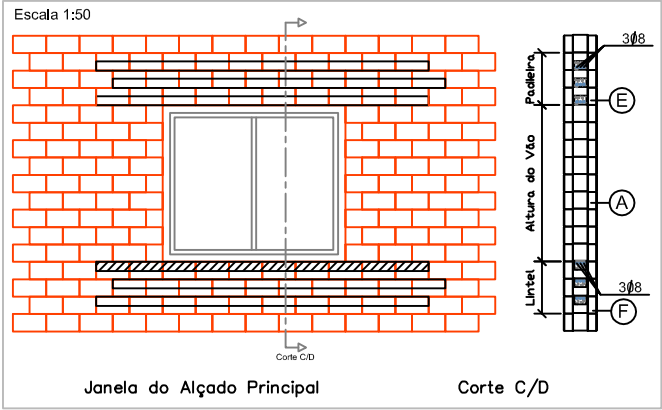 Escala 1:50
3ø8
Padieira
E
Altura do Vão
A
Lintel
3ø8
F
Corte C/D
Janela do Alçado Principal
Corte C/D